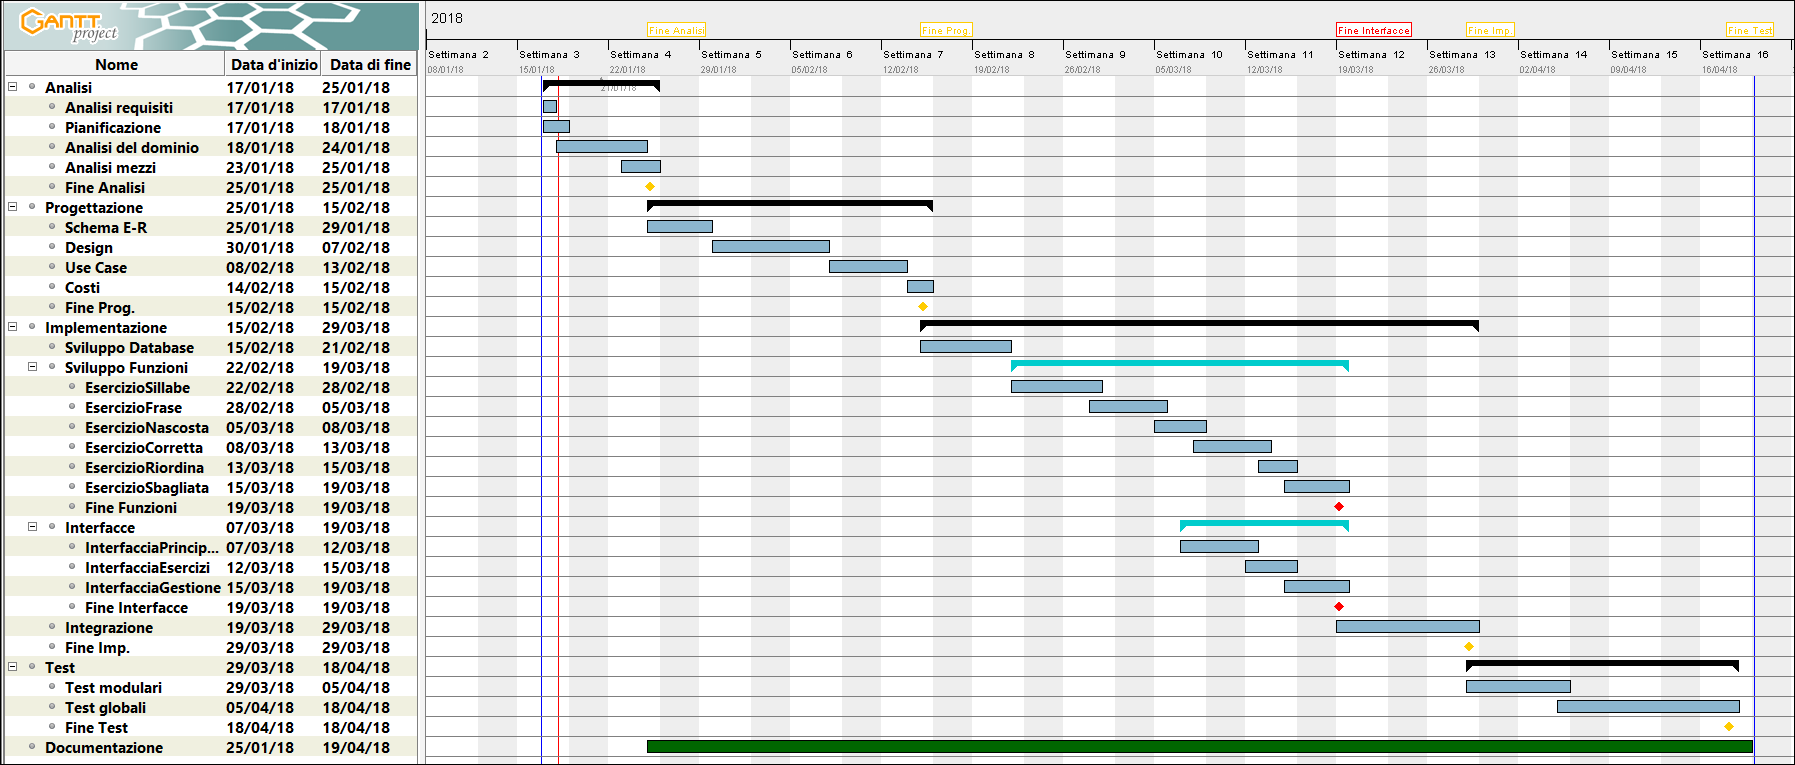 GANTT
project
2018
Fine Analisi Fine Prog. Fine Interfacce Fine Imp. Fine Test
Settimana 2 Settimana 3 Settimana 4 Settimana 5 Settimana 6 Settimana 7 Settimana 8 Settimana 9 Settimana 10 Settimana 11 Settimana 12 Settimana 13 Settimana 14 Settimana 15 Settimana 16
08/01/18 15/01/18 22/01/18 29/01/18 05/02/18 12/02/18 19/02/18 26/02/18 05/03/18 12/03/18 19/03/18 26/03/18 02/04/18 09/04/18 16/04/18
Nome Data d'inizio Data di fine
Analisi 17/01/18 25/01/18 21/01/18
Analisi requisiti 17/01/18 17/01/18
Pianificazione 17/01/18 18/01/18
Analisi del dominio 18/01/18 24/01/18
Analisi mezzi 23/01/18 25/01/18
Fine Analisi 25/01/18 25/01/18
Progettazione 25/01/18 15/02/18
Schema E-R 25/01/18 29/01/18
Design 30/01/18 07/02/18
Use Case 08/02/18 13/02/18
Costi 14/02/18 15/02/18
Fine Prog. 15/02/18 15/02/18
Implementazione 15/02/18 29/03/18
Sviluppo Database 15/02/18 21/02/18
Sviluppo Funzioni 22/02/18 19/03/18
EsercizioSillabe 22/02/18 28/02/18
EsercizioFrase 28/02/18 05/03/18
EsercizioNascosta 05/03/18 08/03/18
EsercizioCorretta 08/03/18 13/03/18
EsercizioRiordina 13/03/18 15/03/18
EsercizioSbagliata 15/03/18 19/03/18
Fine Funzioni 19/03/18 19/03/18
Interfacce 07/03/18 19/03/18
InterfacciaPrincip... 07/03/18 12/03/18
InterfacciaEsercizi 12/03/18 15/03/18
InterfacciaGestione 15/03/18 19/03/18
Fine Interfacce 19/03/18 19/03/18
Integrazione 19/03/18 29/03/18
Fine Imp. 29/03/18 29/03/18
Test 29/03/18 18/04/18
Test modulari 29/03/18 05/04/18
Test globali 05/04/18 18/04/18
Fine Test 18/04/18 18/04/18
Documentazione 25/01/18 19/04/18